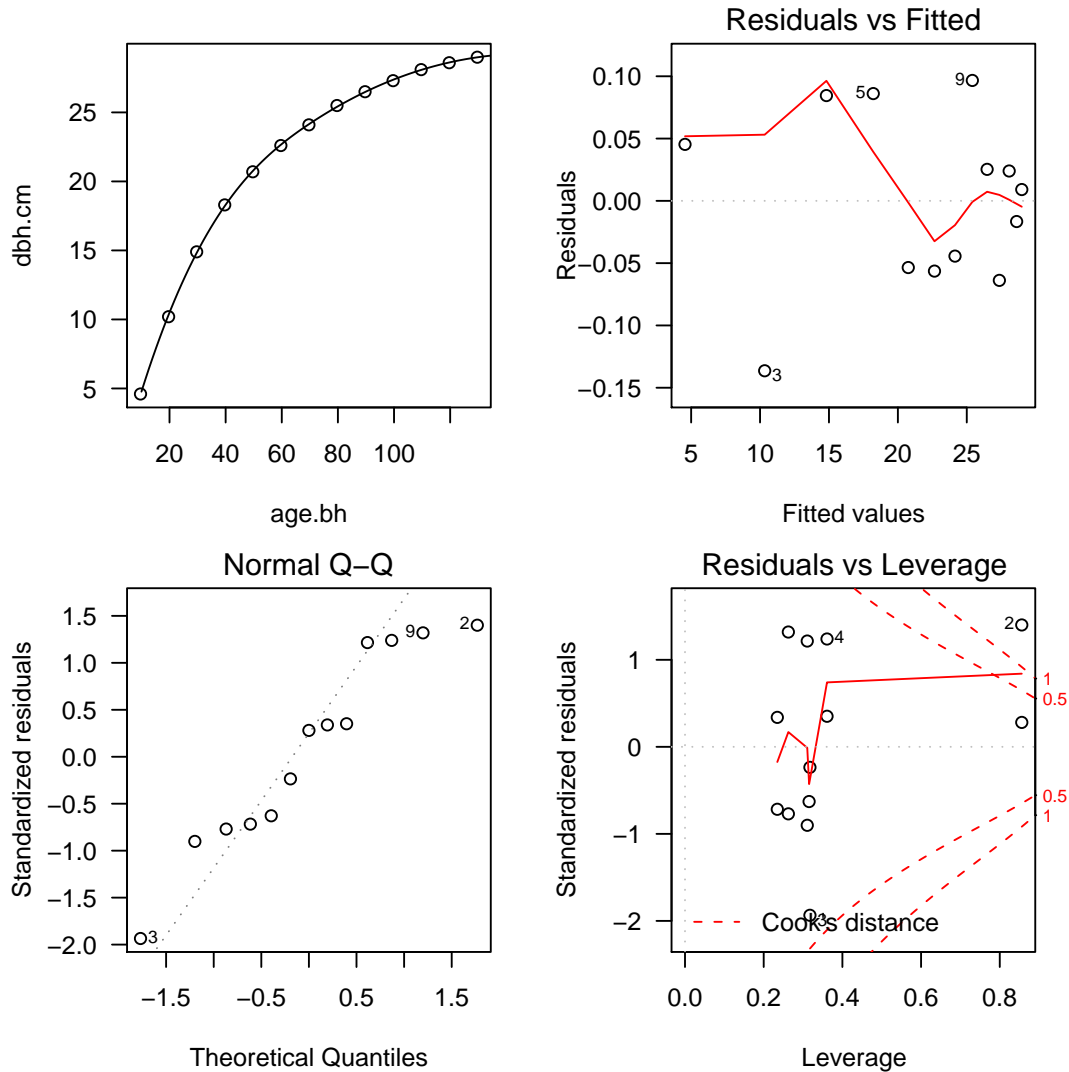 dbh.cm
25
20
15
10
5
20 40 60 80 100
age.bh
Residuals vs Fitted
Residuals
0.10
0.05
0.00
−0.05
−0.10
−0.15
5
9
3
5 10 15 20 25
Fitted values
Normal Q−Q
Standardized residuals
1.5
1.0
0.5
0.0
−0.5
−1.0
−1.5
−2.0
9
2
3
−1.5 −0.5 0.5 1.5
Theoretical Quantiles
Residuals vs Leverage
Standardized residuals
1
0
−1
−2
4
2
3
1
0.5
0.5
1
Cook's distance
0.0 0.2 0.4 0.6 0.8
Leverage